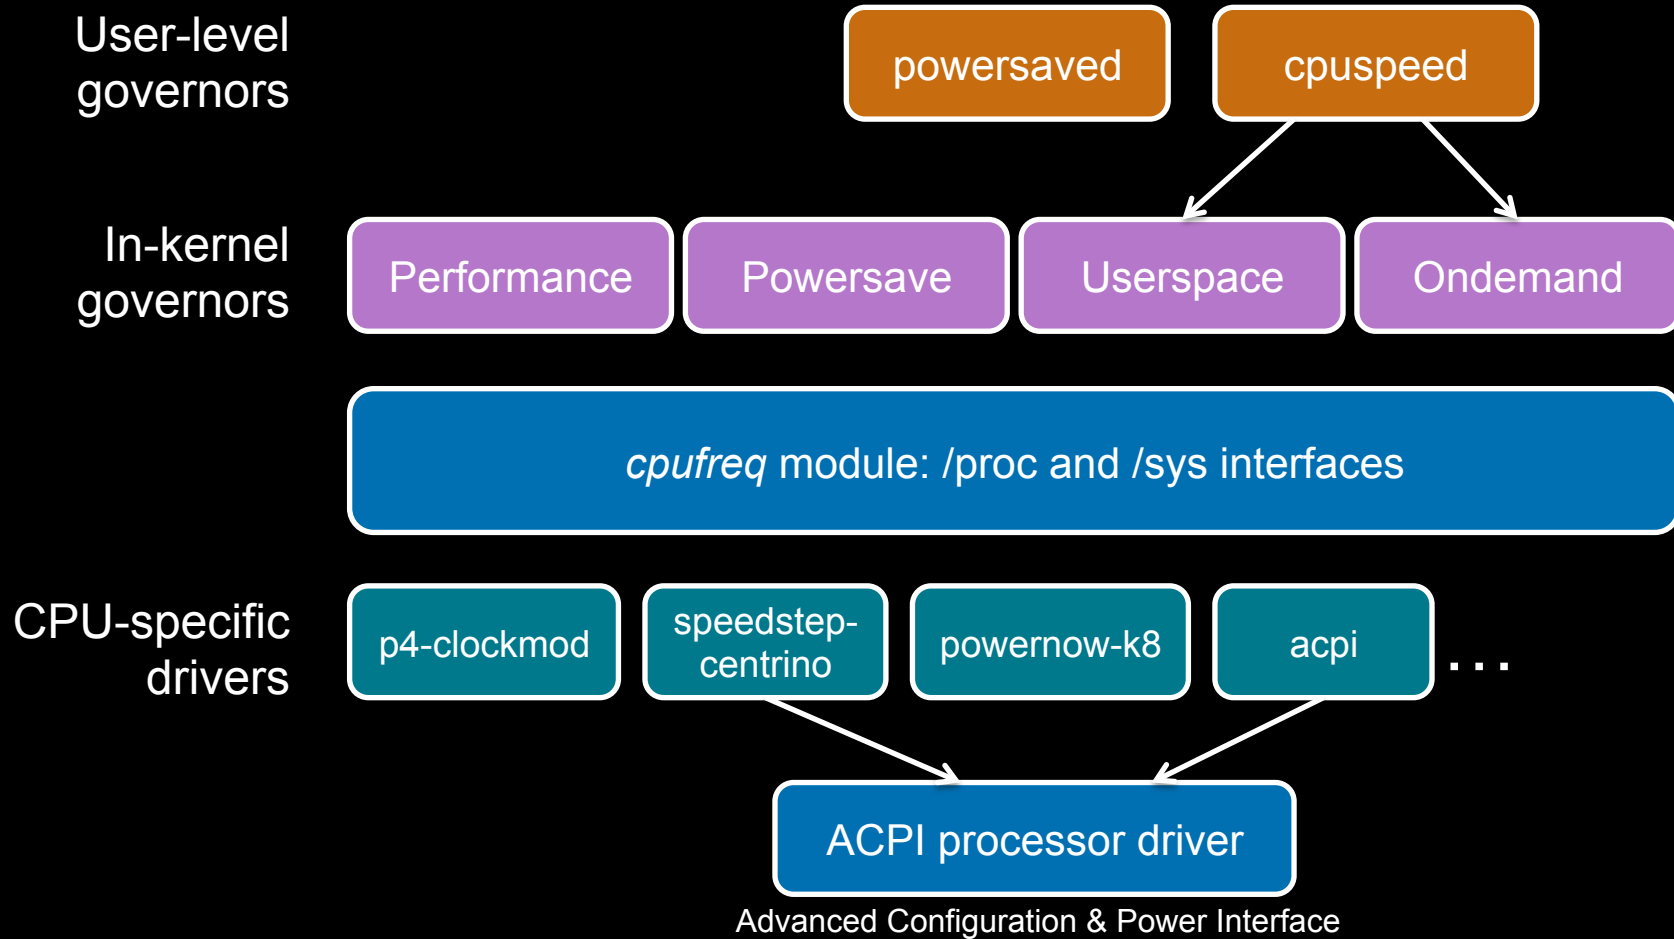 User-level
governors
powersaved
cpuspeed
In-kernel
governors
Performance
Powersave
Userspace
Ondemand
cpufreq module: /proc and /sys interfaces
CPU-specific
drivers
p4-clockmod
speedstep-
centrino
powernow-k8
acpi
...
ACPI processor driver
Advanced Configuration & Power Interface